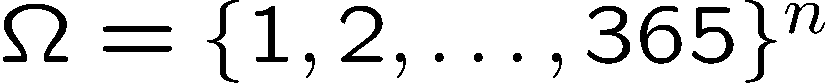 Ω = {1, 2, . . . , 365}ⁿ